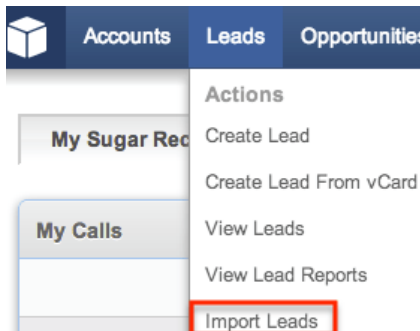 Accounts Leads Opportunities
Actions
My Sugar Rec
Create Lead
Create Lead From vCard
My Calls
View Leads
View Lead Reports
Import Leads